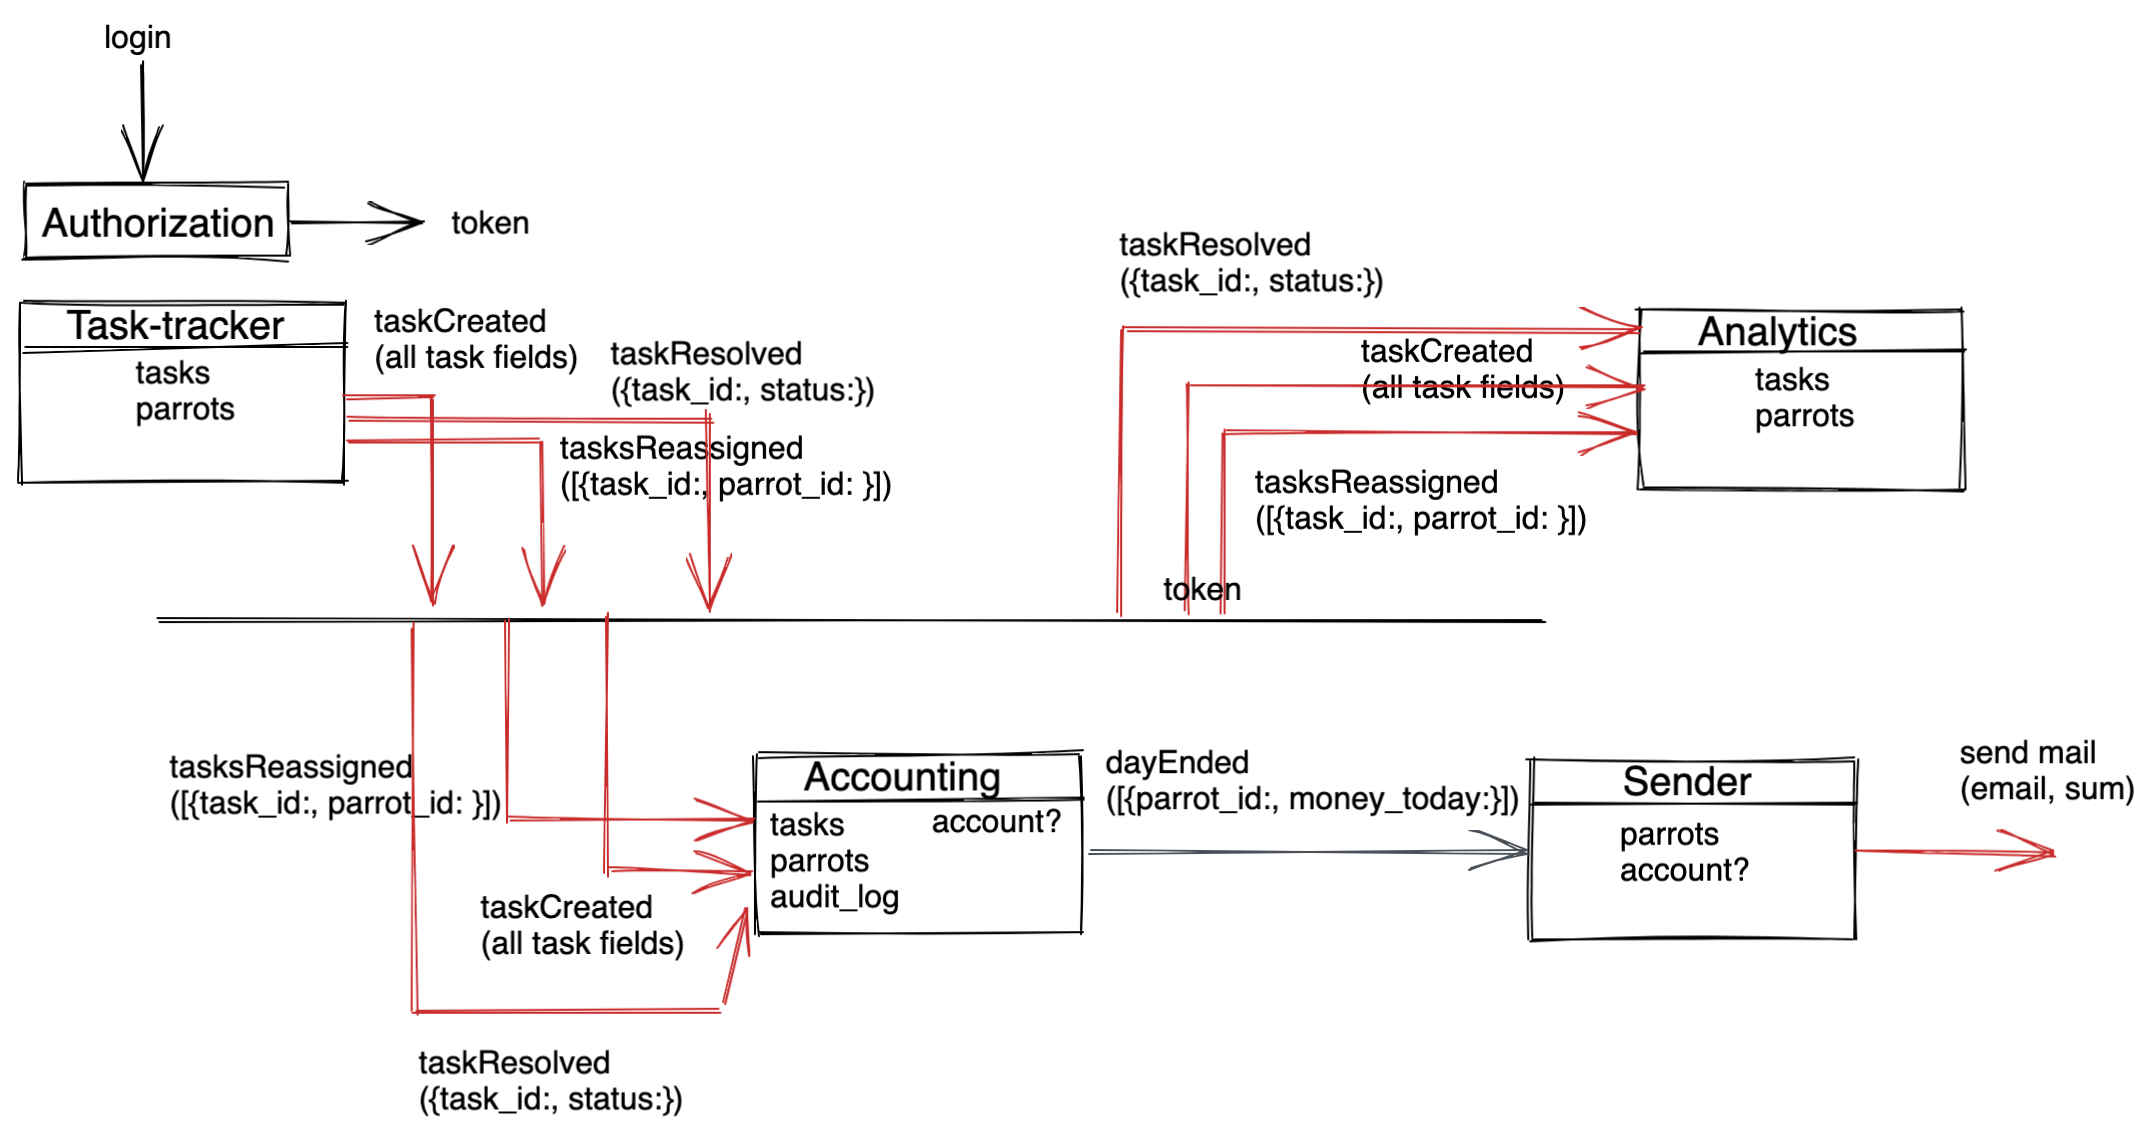 login
Authorization
token
Task-tracker
tasks
parrots
taskCreated
(all task fields)
taskResolved
({task_id:, status:})
tasksReassigned
([{task_id:, parrot_id: }])
taskResolved
({task_id:, status:})
taskCreated
(all task fields)
tasksReassigned
([{task_id:, parrot_id: }])
token
Analytics
tasks
parrots
tasksReassigned
([{task_id:, parrot_id: }])
taskCreated
(all task fields)
taskResolved
({task_id:, status:})
Accounting
tasks
parrots
audit_log
account?
dayEnded
([{parrot_id:, money_today:}])
Sender
parrots
account?
send mail
(email, sum)